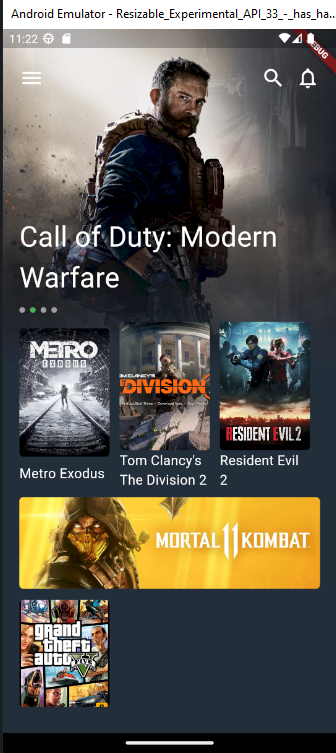 Android Emulator - Resizable_Experimental_API_33_-_has_ha...
11:22
DEBUG
Call of Duty: Modern
Warfare
METRO
EXODUS
TOM CLANCY'S
THE DIVISION
RESIDENT EVIL 2
Metro Exodus
Tom Clancy's
The Division 2
Resident Evil
2
MORTAL 11 KOMBAT
grand
theft
auto V
FIVE